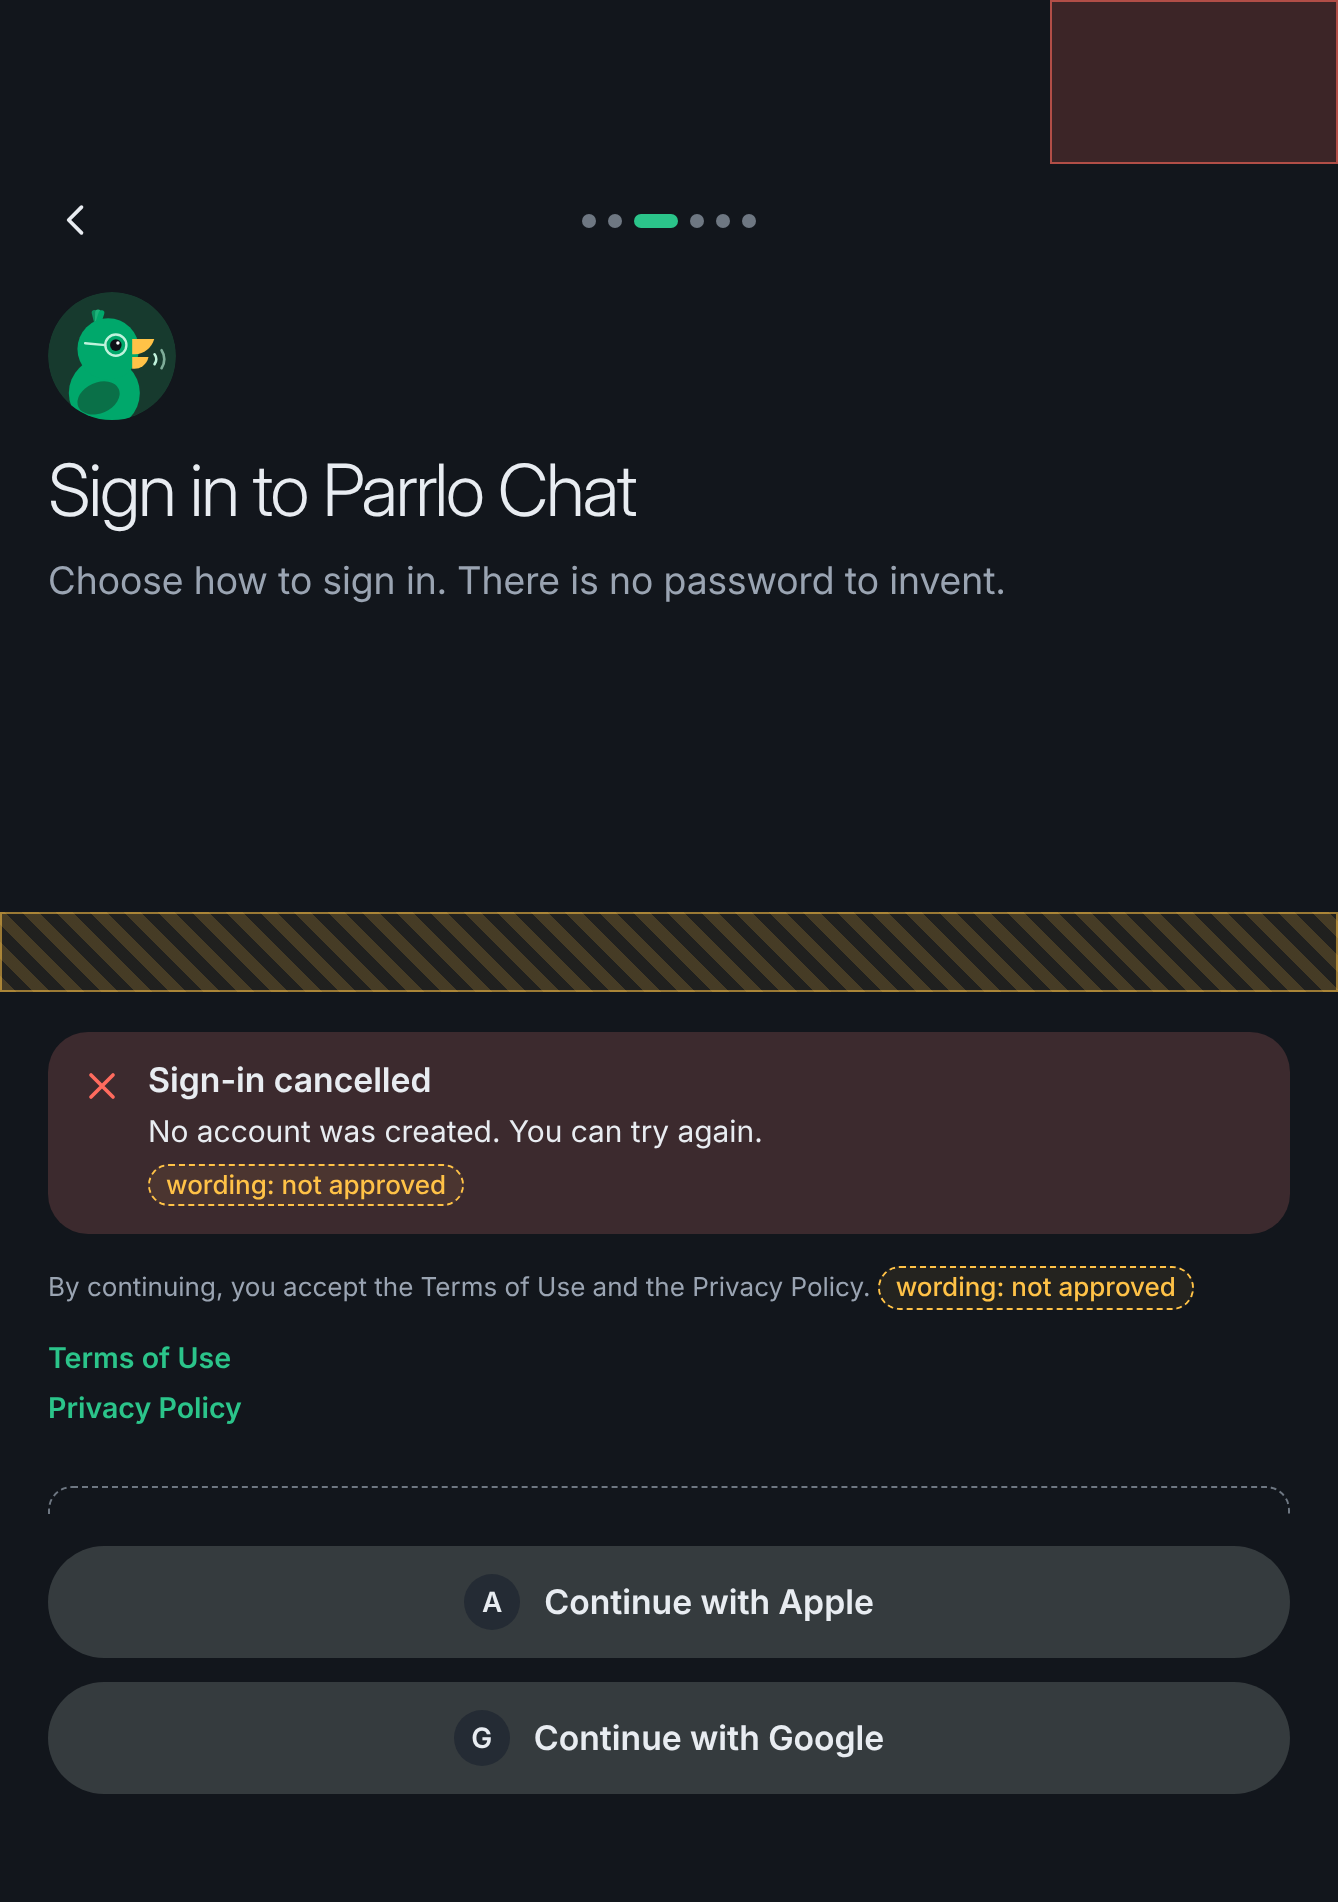 Sign in to Parrlo Chat
Choose how to sign in. There is no password to invent.
Sign-in cancelled
No account was created. You can try again.
wording: not approved
By continuing, you accept the Terms of Use and the Privacy Policy. wording: not approved
Terms of Use
Privacy Policy
A Continue with Apple
G Continue with Google